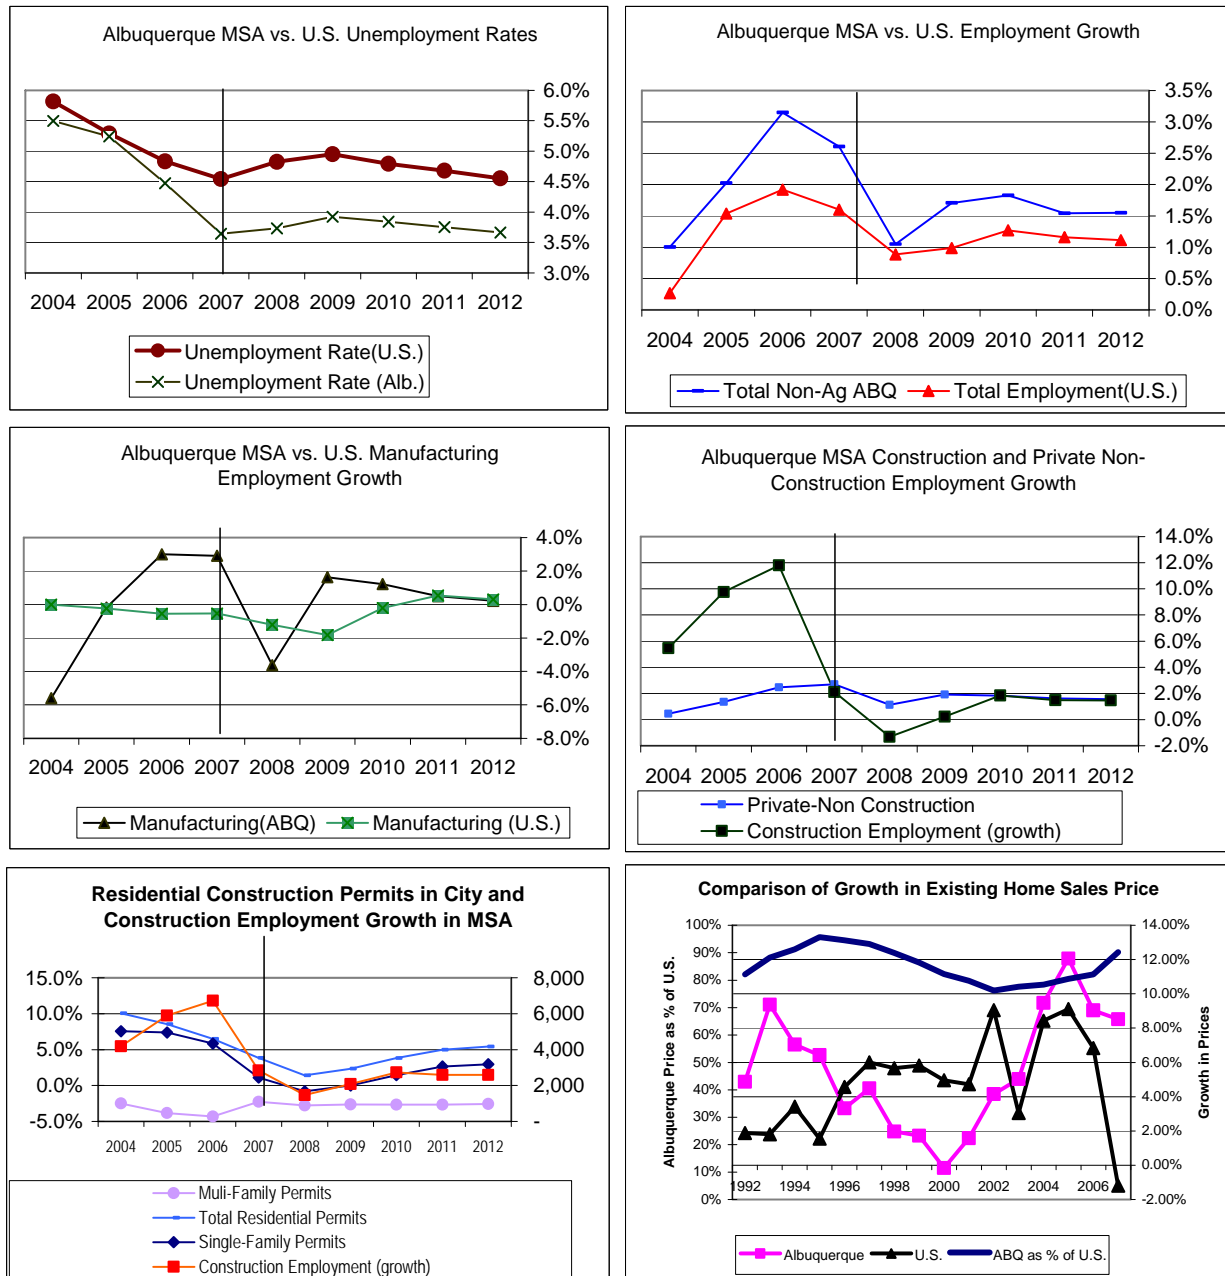 Albuquerque MSA vs. U.S. Unemployment Rates
6.0%
5.5%
5.0%
4.5%
4.0%
3.5%
3.0%
2004 2005 2006 2007 2008 2009 2010 2011 2012
Unemployment Rate(U.S.)
Unemployment Rate (Alb.)
Albuquerque MSA vs. U.S. Employment Growth
3.5%
3.0%
2.5%
2.0%
1.5%
1.0%
0.5%
0.0%
2004 2005 2006 2007 2008 2009 2010 2011 2012
Total Non-Ag ABQ Total Employment(U.S.)
Albuquerque MSA vs. U.S. Manufacturing
Employment Growth
4.0%
2.0%
0.0%
-2.0%
-4.0%
-6.0%
-8.0%
2004 2005 2006 2007 2008 2009 2010 2011 2012
Manufacturing(ABQ) Manufacturing (U.S.)
Albuquerque MSA Construction and Private Non-
Construction Employment Growth
14.0%
12.0%
10.0%
8.0%
6.0%
4.0%
2.0%
0.0%
-2.0%
2004 2005 2006 2007 2008 2009 2010 2011 2012
Private-Non Construction
Construction Employment (growth)
Residential Construction Permits in City and
Construction Employment Growth in MSA
15.0% 8,000
10.0% 6,000
5.0% 4,000
0.0% 2,000
-5.0% -
2004 2005 2006 2007 2008 2009 2010 2011 2012
Muli-Family Permits
Total Residential Permits
Single-Family Permits
Construction Employment (growth)
Comparison of Growth in Existing Home Sales Price
Albuquerque Price as % of U.S.
100%
90%
80%
70%
60%
50%
40%
30%
20%
10%
0%
14.00%
12.00%
10.00%
8.00%
6.00%
4.00%
2.00%
0.00%
-2.00%
Growth in Prices
1992 1994 1996 1998 2000 2002 2004 2006
Albuquerque U.S. ABQ as % of U.S.